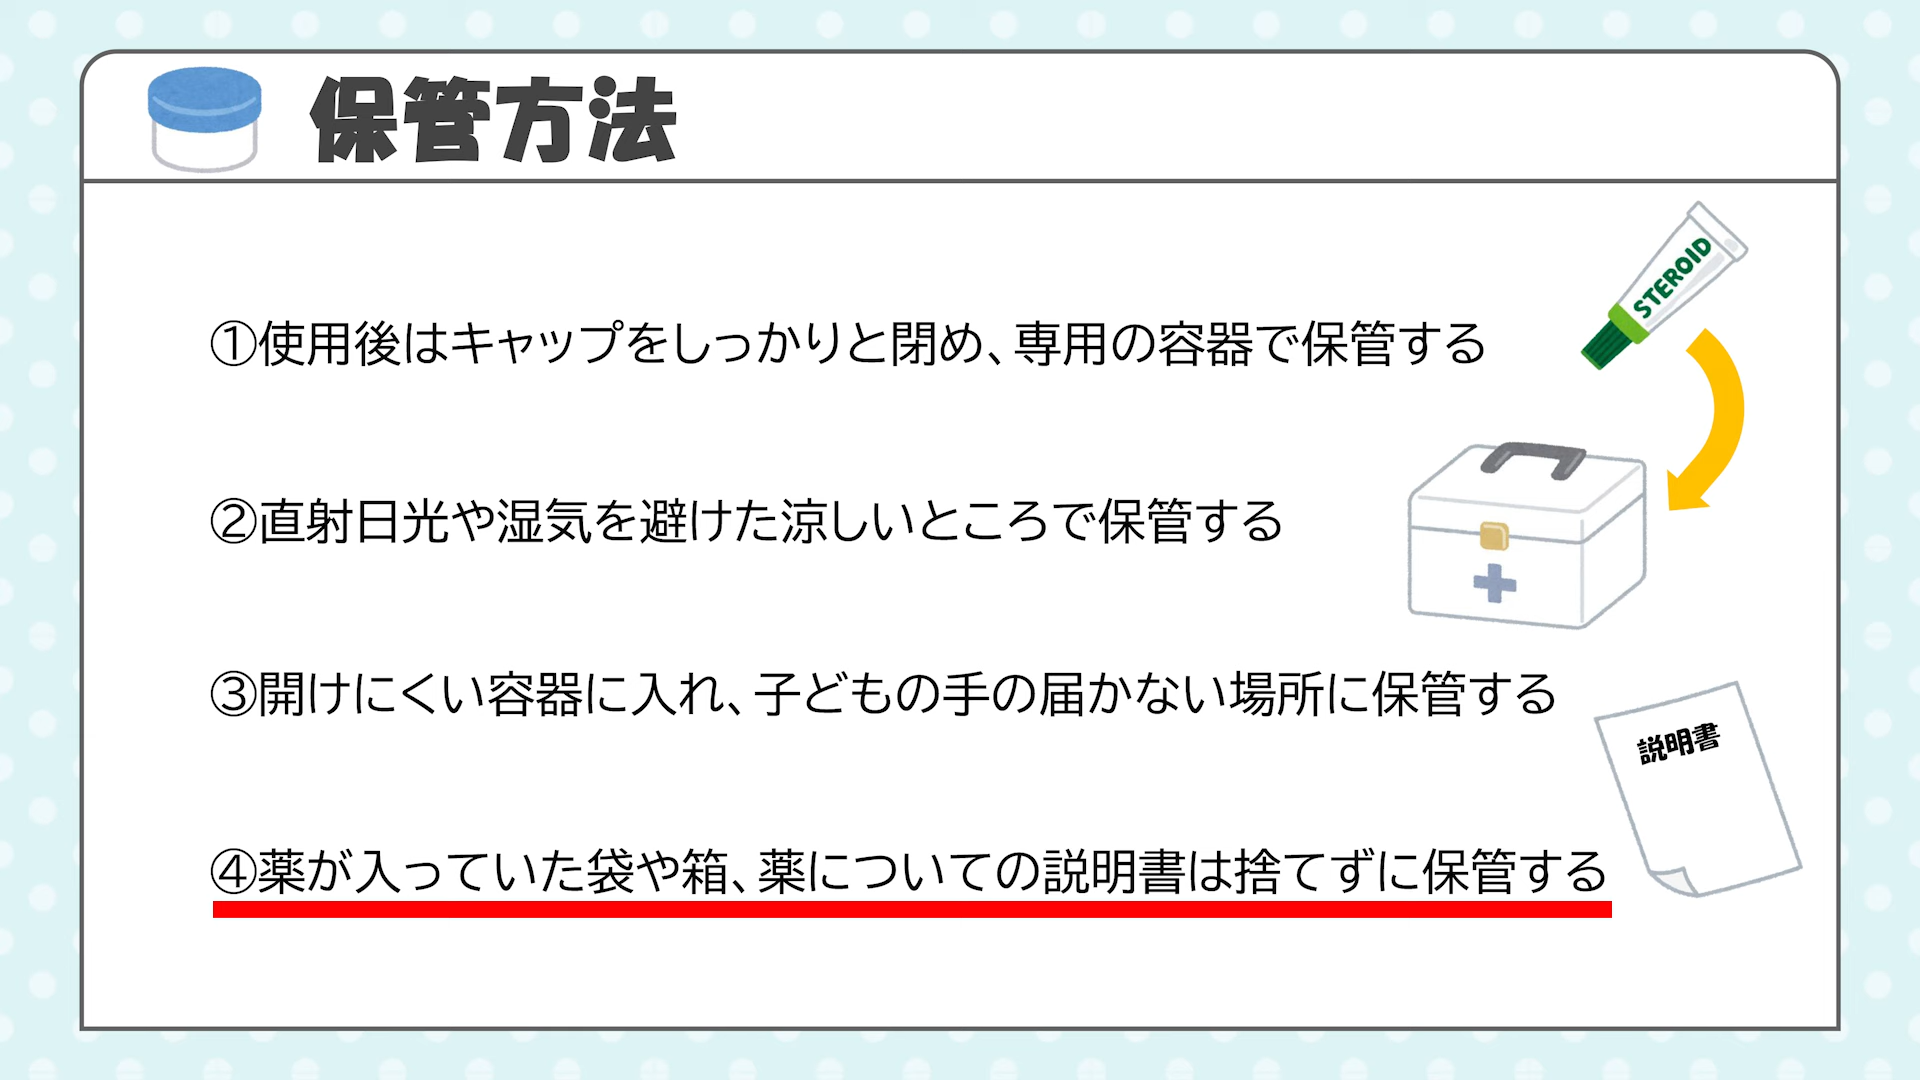 保管方法
STEROID
①使用後はキャップをしっかりと閉め、専用の容器で保管する
②直射日光や湿気を避けた涼しいところで保管する
③開けにくい容器に入れ、子どもの手の届かない場所に保管する
説明書
④薬が入っていた袋や箱、薬についての説明書は捨てずに保管する